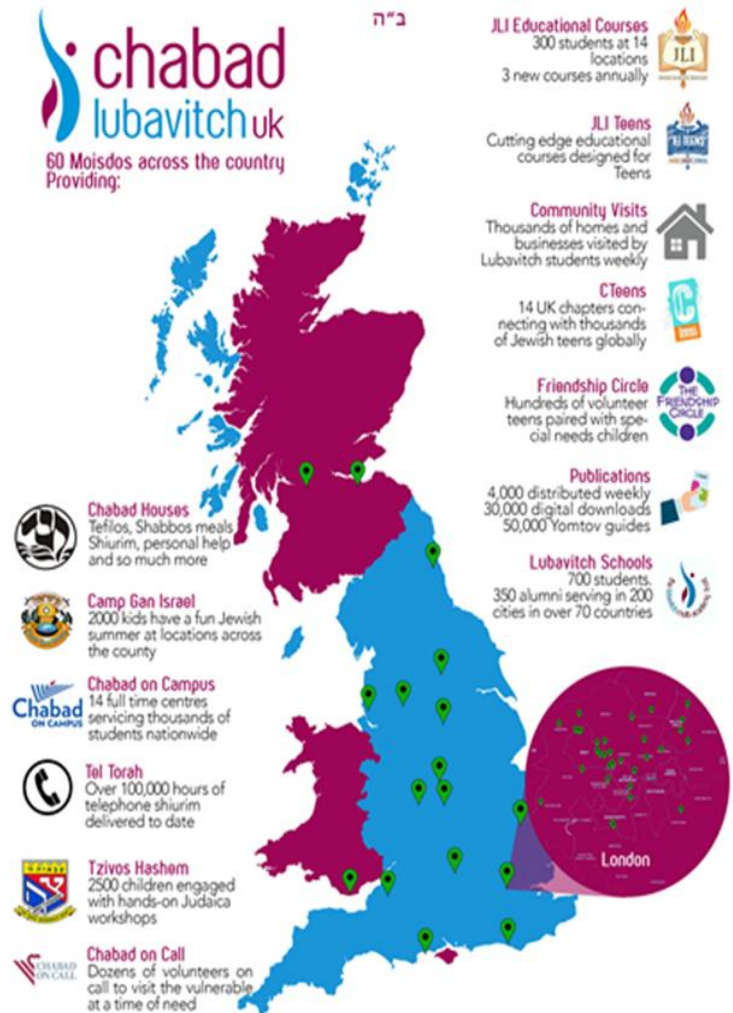 ב"ה
chabad
lubavitch uk
60 Moisdos across the country
Providing:
JLI Educational Courses
300 students at 14
locations
3 new courses annually
JLI
JLI Teens
Cutting edge educational
courses designed for
Teens
Community Visits
Thousands of homes and
businesses visited by
Lubavitch students weekly
CTeens
14 UK chapters con-
necting with thousands
of Jewish teens globally
C
Friendship Circle
Hundreds of volunteer
teens paired with spe-
cial needs children
THE
FRIENDSHIP
CIRCLE
Publications
4,000 distributed weekly
30,000 digital downloads
50,000 Yomtov guides
Lubavitch Schools
700 students.
350 alumni serving in 200
cities in over 70 countries
Chabad Houses
Tefilos, Shabbos meals,
Shiurim, personal help
and so much more
Camp Gan Israel
2000 kids have a fun Jewish
summer at locations across
the county
Chabad on Campus
14 full time centres
servicing thousands of
students nationwide
Chabad
ON CAMPUS
Tel Torah
Over 100,000 hours of
telephone shiurim
delivered to date
Tzivos Hashem
2500 children engaged
with hands-on Judaica
workshops
Chabad on Call
Dozens of volunteers on
call to visit the vulnerable
at a time of need
CHABAD
ON CALL
London